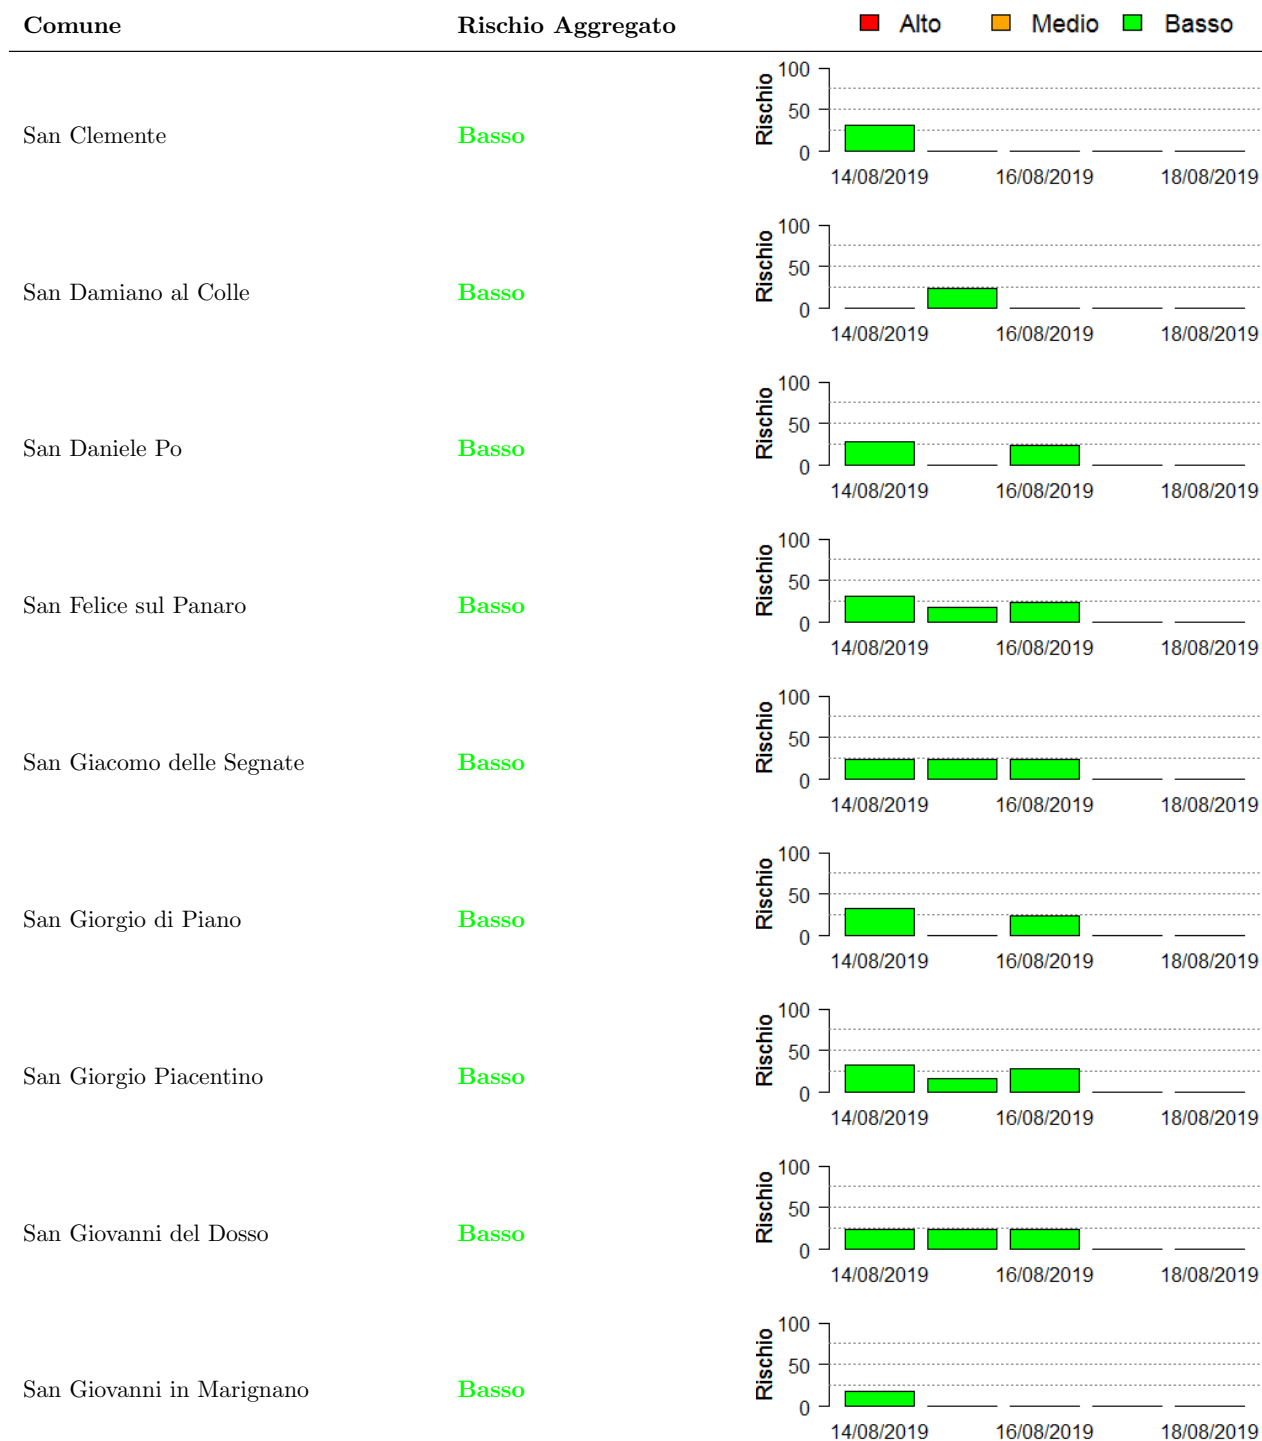 Comune Rischio Aggregato Alto Medio Basso
San Clemente Basso Rischio 100 50 0
14/08/2019 16/08/2019 18/08/2019
San Damiano al Colle Basso Rischio 100 50 0
14/08/2019 16/08/2019 18/08/2019
San Daniele Po Basso Rischio 100 50 0
14/08/2019 16/08/2019 18/08/2019
San Felice sul Panaro Basso Rischio 100 50 0
14/08/2019 16/08/2019 18/08/2019
San Giacomo delle Segnate Basso Rischio 100 50 0
14/08/2019 16/08/2019 18/08/2019
San Giorgio di Piano Basso Rischio 100 50 0
14/08/2019 16/08/2019 18/08/2019
San Giorgio Piacentino Basso Rischio 100 50 0
14/08/2019 16/08/2019 18/08/2019
San Giovanni del Dosso Basso Rischio 100 50 0
14/08/2019 16/08/2019 18/08/2019
San Giovanni in Marignano Basso Rischio 100 50 0
14/08/2019 16/08/2019 18/08/2019